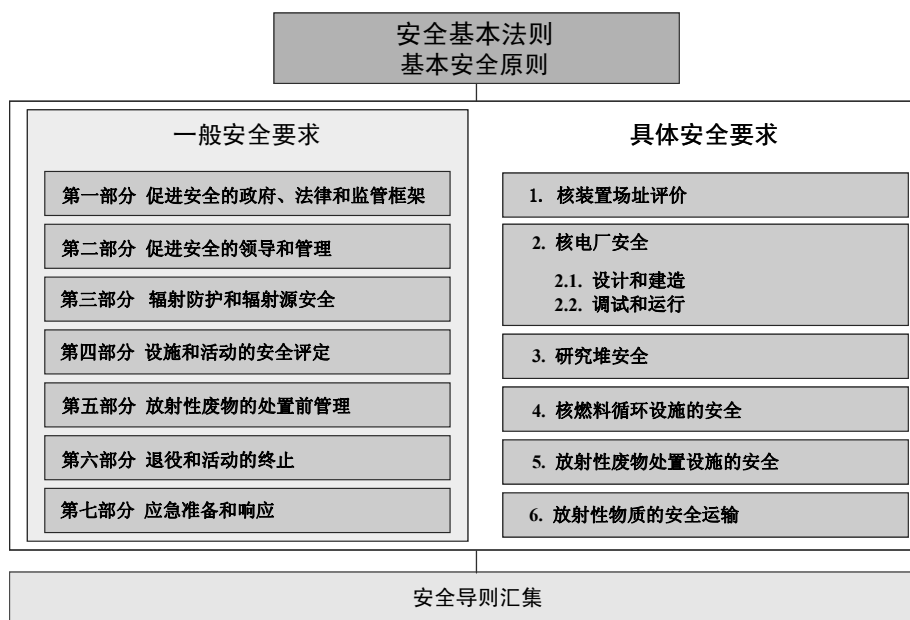 安全基本法则
基本安全原则
一般安全要求
第一部分 促进安全的政府、法律和监管框架
第二部分 促进安全的领导和管理
第三部分 辐射防护和辐射源安全
第四部分 设施和活动的安全评定
第五部分 放射性废物的处置前管理
第六部分 退役和活动的终止
第七部分 应急准备和响应
具体安全要求
1. 核装置场址评价
2. 核电厂安全
2.1. 设计和建造
2.2. 调试和运行
3. 研究堆安全
4. 核燃料循环设施的安全
5. 放射性废物处置设施的安全
6. 放射性物质的安全运输
安全导则汇集